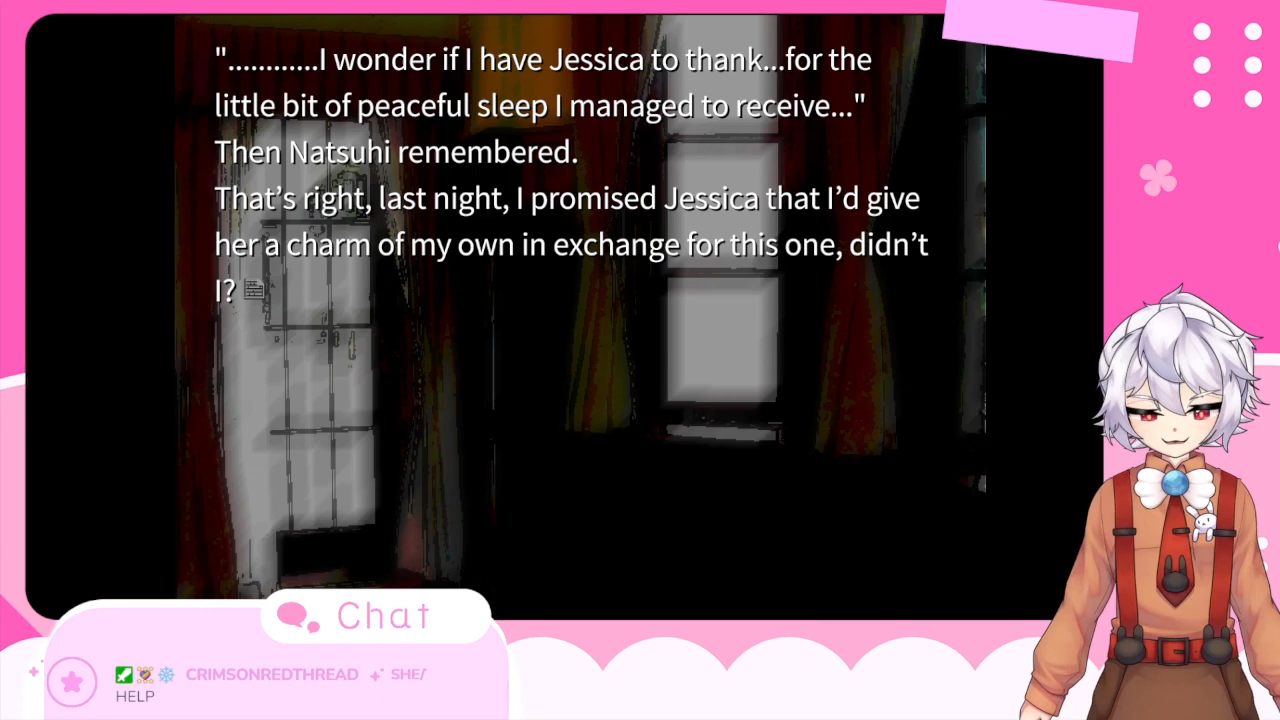 "............I wonder if I have Jessica to thank...for the
little bit of peaceful sleep I managed to receive..."
Then Natsuhi remembered.
That's right, last night, I promised Jessica that I'd give
her a charm of my own in exchange for this one, didn't
I?
Chat
CRIMSONREDTHREAD SHE/
HELP